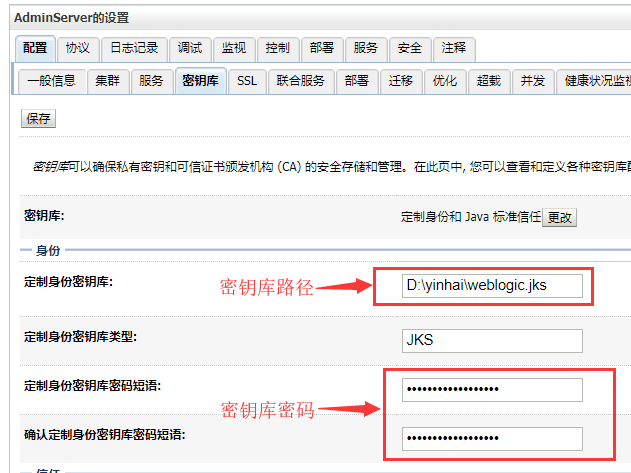 AdminServer的设置
配置 协议 日志记录 调试 监视 控制 部署 服务 安全 注释
一般信息 集群 服务 密钥库 SSL 联合服务 部署 迁移 优化 超载 并发 健康状况监视
保存
密钥库可以确保私有密钥和可信证书颁发机构 (CA) 的安全存储和管理。在此页中, 您可以查看和定义各种密钥库
密钥库: 定制身份和 Java 标准信任 更改
身份
定制身份密钥库: 密钥库路径 D:\yinhai\weblogic.jks
定制身份密钥库类型: JKS
定制身份密钥库密码短语: ••••••••••••••••••
密钥库密码
确认定制身份密钥库密码短语: ••••••••••••••••••